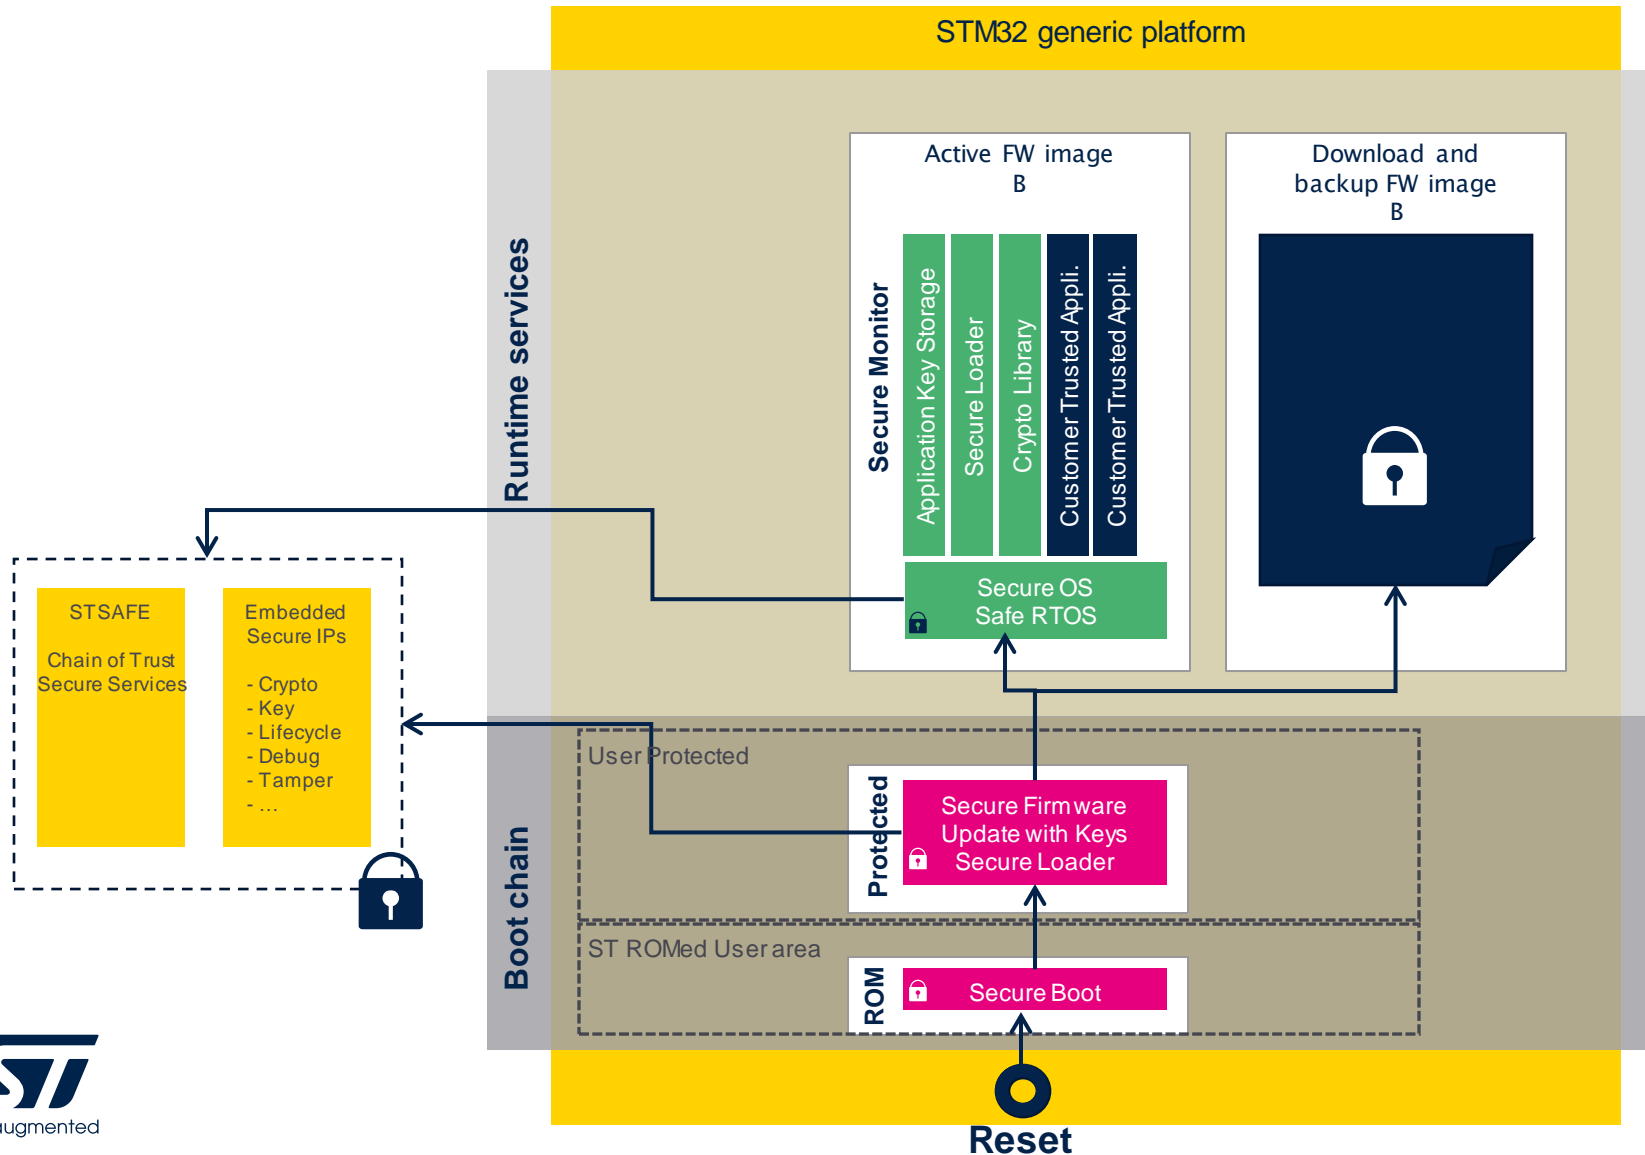 STM32 generic platform
Runtime services
Active FW image
B
Secure Monitor
Application Key Storage
Secure Loader
Crypto Library
Customer Trusted Appli.
Customer Trusted Appli.
Secure OS
Safe RTOS
Download and
backup FW image
B
STSAFE
Chain of Trust
Secure Services
Embedded
Secure IPs
- Crypto
- Key
- Lifecycle
- Debug
- Tamper
- ...
Boot chain
User Protected
Protected
Secure Firmware
Update with Keys
Secure Loader
ST ROMed User area
ROM
Secure Boot
Reset
ST
augmented